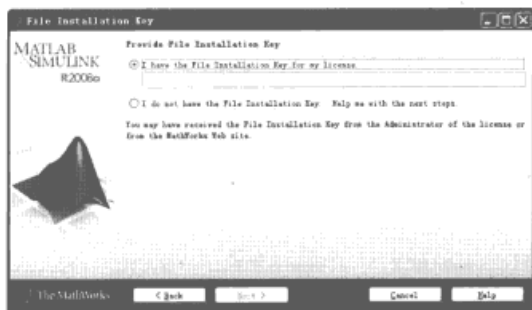 File Installation Key
MATLAB
SIMULINK
Provide File Installation Key
I have the File Installation Key for my license.
I do not have the File Installation Key. Help me with the next steps.
You may have received the File Installation Key from the Administrator of the license or
from the MathWorks Web site.
The MathWorks
< Back
Next >
Cancel
Help